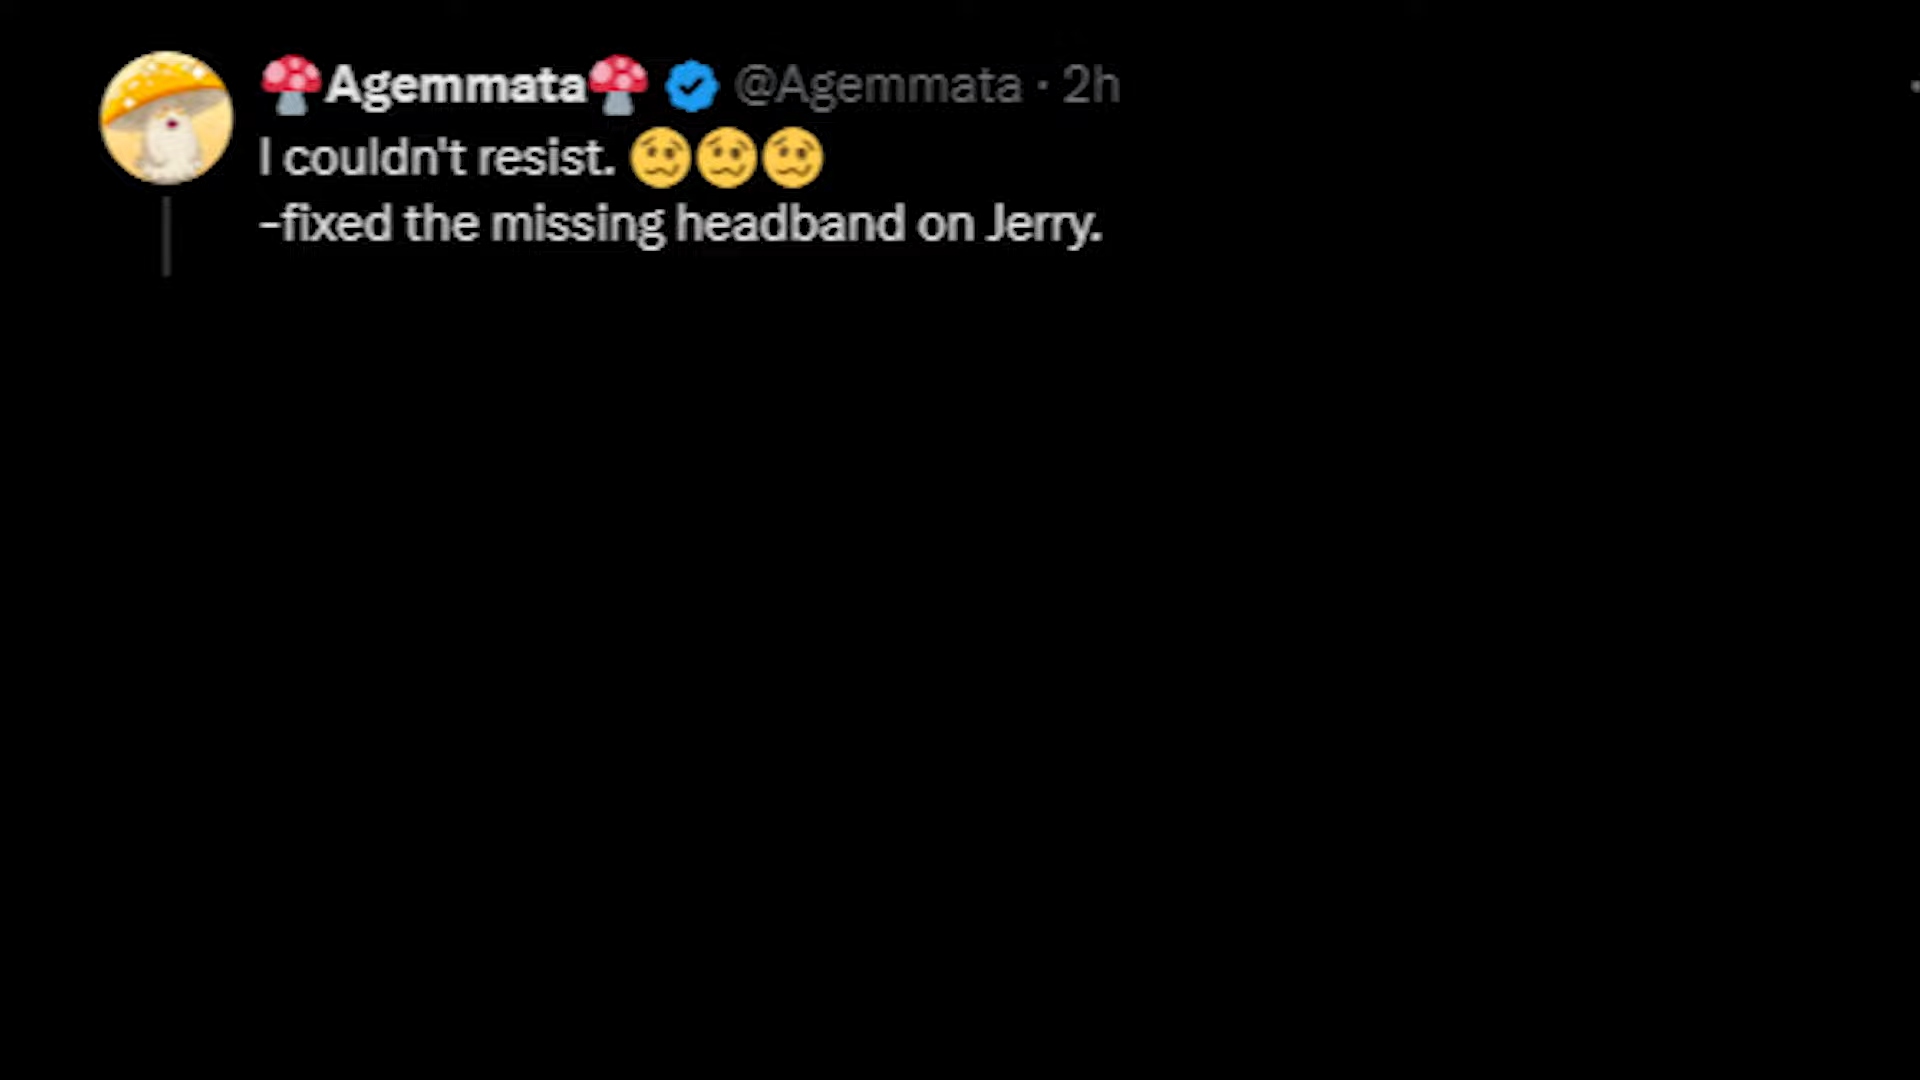 🍄Agemmata🍄 @Agemmata · 2h
I couldn't resist. 🥴🥴🥴
-fixed the missing headband on Jerry.